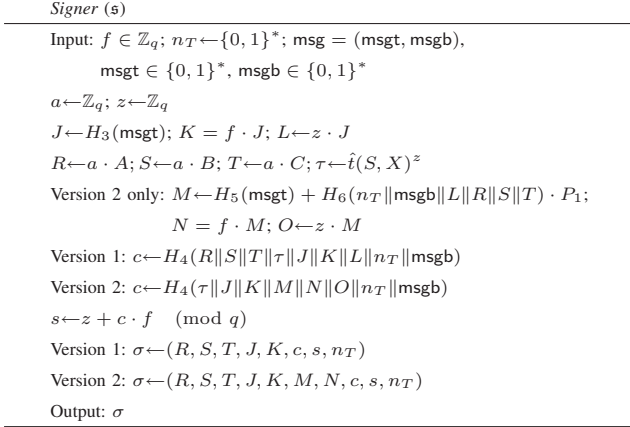 Signer (𝔰)
Input: f ∈ ℤ_q; n_T←{0, 1}*; msg = (msgt, msgb),
msgt ∈ {0, 1}*, msgb ∈ {0, 1}*
a←ℤ_q; z←ℤ_q
J←H_3(msgt); K = f · J; L←z · J
R←a · A; S←a · B; T←a · C; τ←t̂(S, X)^z
Version 2 only: M←H_5(msgt) + H_6(n_T‖msgb‖L‖R‖S‖T) · P_1;
N = f · M; O←z · M
Version 1: c←H_4(R‖S‖T‖τ‖J‖K‖L‖n_T‖msgb)
Version 2: c←H_4(τ‖J‖K‖M‖N‖O‖n_T‖msgb)
s←z + c · f (mod q)
Version 1: σ←(R, S, T, J, K, c, s, n_T)
Version 2: σ←(R, S, T, J, K, M, N, c, s, n_T)
Output: σ